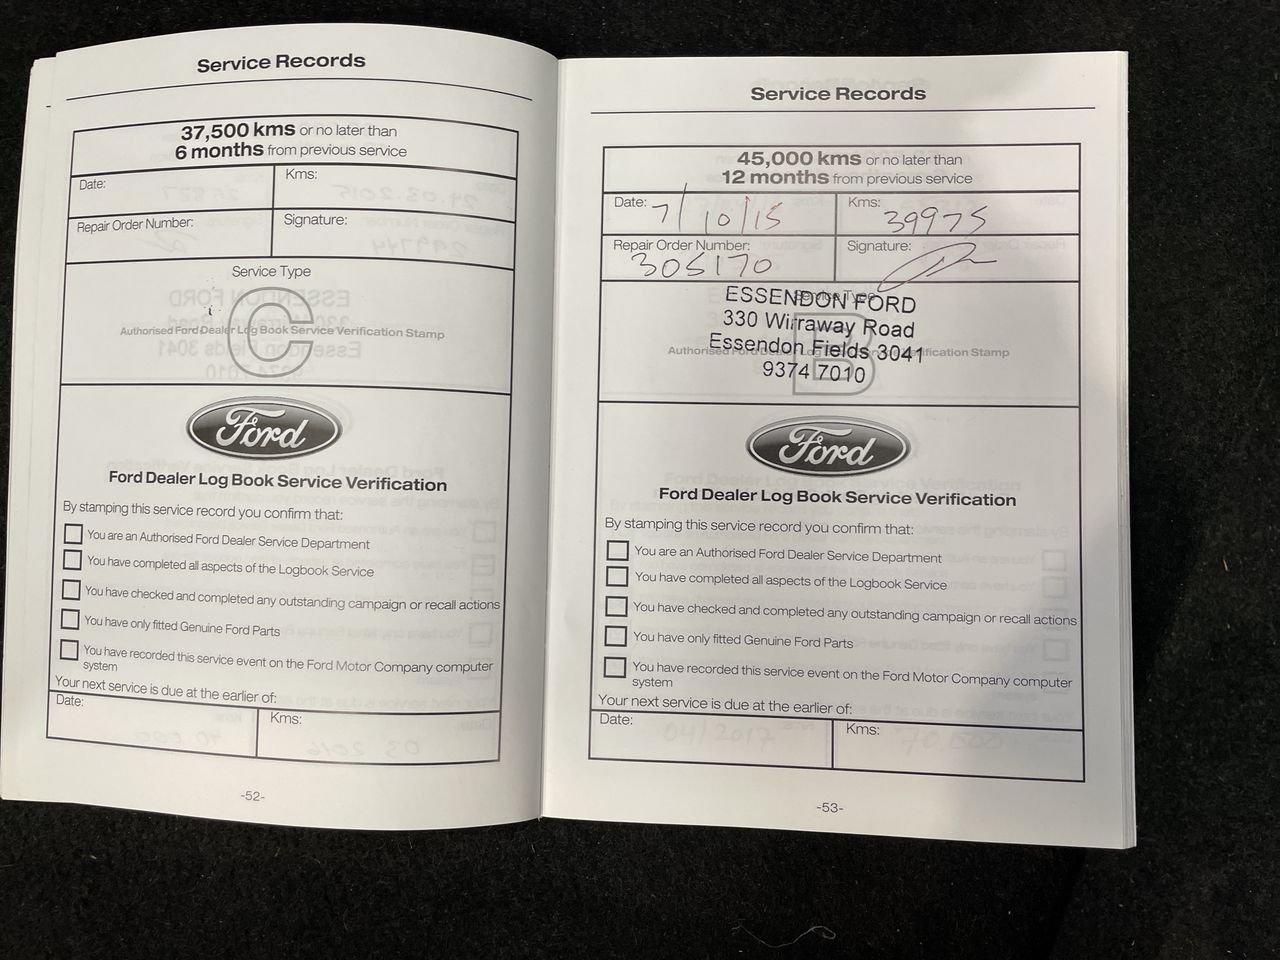 Service Records
37,500 kms or no later than
6 months from previous service
Date:
Kms:
Repair Order Number:
Signature:
Service Type
C
Authorised Ford Dealer Log Book Service Verification Stamp
Ford
Ford Dealer Log Book Service Verification
By stamping this service record you confirm that:
You are an Authorised Ford Dealer Service Department
You have completed all aspects of the Logbook Service
You have checked and completed any outstanding campaign or recall actions
You have only fitted Genuine Ford Parts
You have recorded this service event on the Ford Motor Company computer
system
Your next service is due at the earlier of:
Date:
Kms:
-52-
Service Records
45,000 kms or no later than
12 months from previous service
Date: 7/10/15
Kms: 39975
Repair Order Number:
305170
Signature:
Service Type
ESSENDON FORD
330 Wirraway Road
Essendon Fields 3041
9374 7010
B
Authorised Ford Dealer Log Book Service Verification Stamp
Ford
Ford Dealer Log Book Service Verification
By stamping this service record you confirm that:
You are an Authorised Ford Dealer Service Department
You have completed all aspects of the Logbook Service
You have checked and completed any outstanding campaign or recall actions
You have only fitted Genuine Ford Parts
You have recorded this service event on the Ford Motor Company computer
system
Your next service is due at the earlier of:
Date:
Kms:
-53-